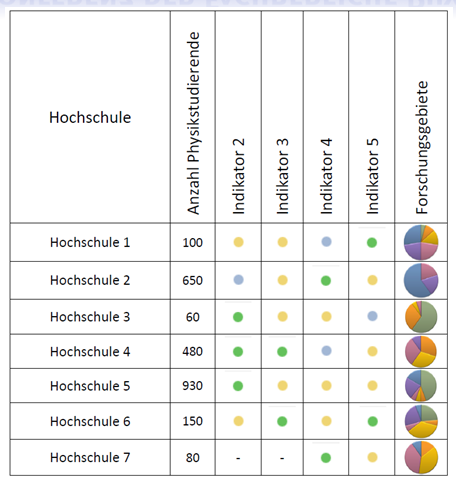 Hochschule
Anzahl Physikstudierende
Indikator 2
Indikator 3
Indikator 4
Indikator 5
Forschungsgebiete
Hochschule 1 100
Hochschule 2 650
Hochschule 3 60
Hochschule 4 480
Hochschule 5 930
Hochschule 6 150
Hochschule 7 80 - -